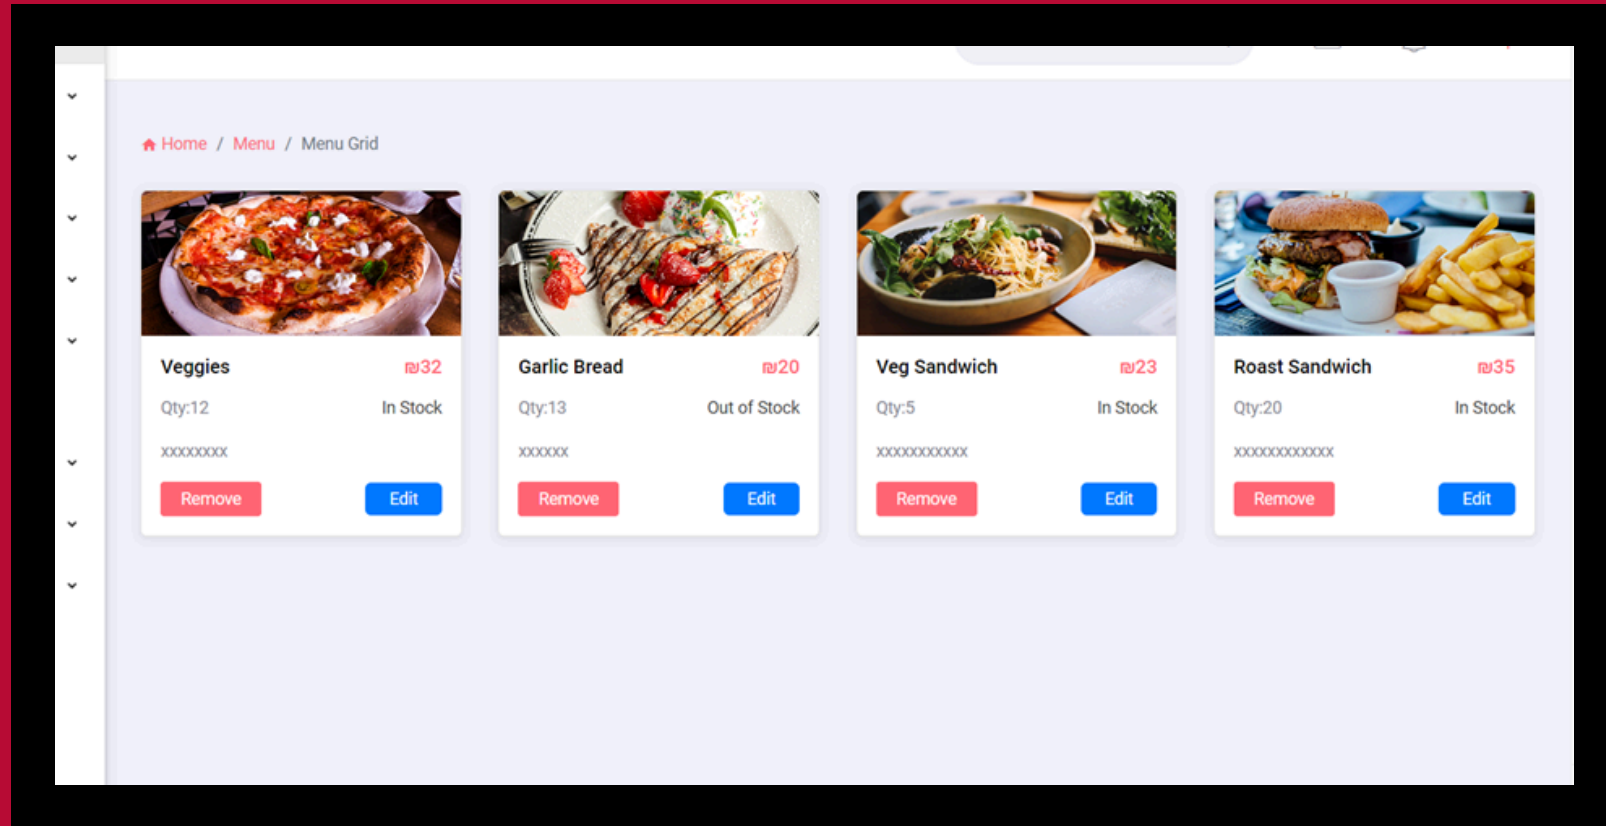 Home / Menu / Menu Grid
Veggies ₪32
Qty:12 In Stock
xxxxxxxx
Remove Edit
Garlic Bread ₪20
Qty:13 Out of Stock
xxxxxx
Remove Edit
Veg Sandwich ₪23
Qty:5 In Stock
xxxxxxxxxxx
Remove Edit
Roast Sandwich ₪35
Qty:20 In Stock
xxxxxxxxxxxx
Remove Edit